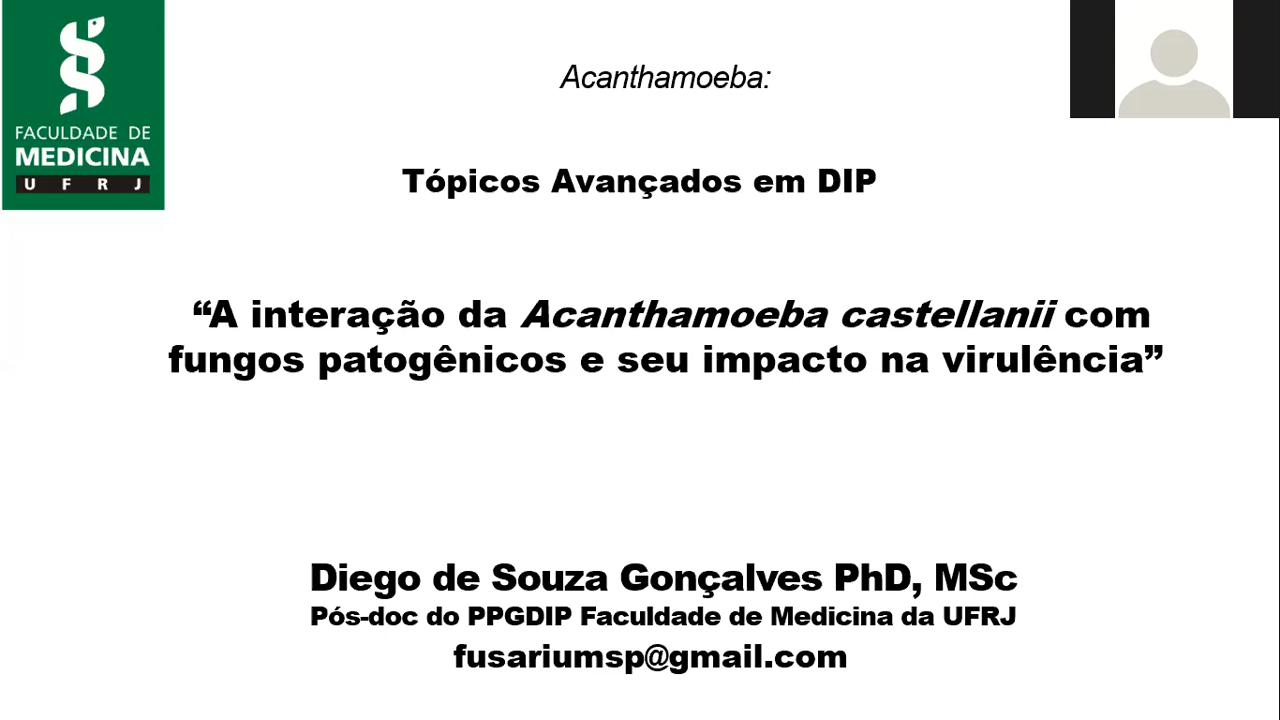 FACULDADE DE
MEDICINA
UFRJ
Acanthamoeba:
Tópicos Avançados em DIP
“A interação da Acanthamoeba castellanii com
fungos patogênicos e seu impacto na virulência”
Diego de Souza Gonçalves PhD, MSc
Pós-doc do PPGDIP Faculdade de Medicina da UFRJ
fusariumsp@gmail.com